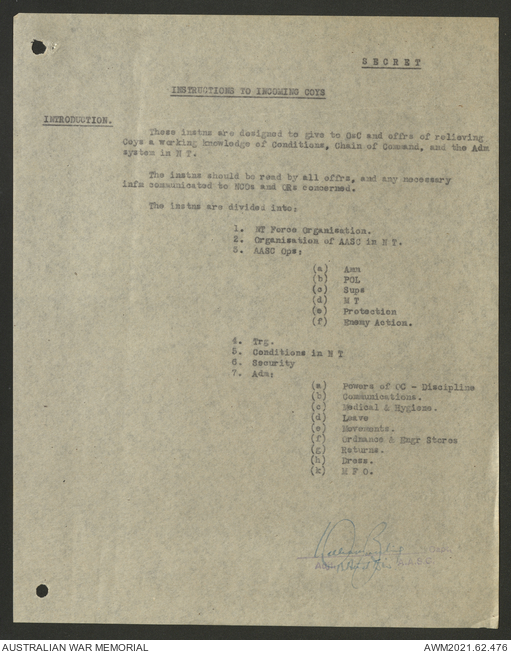 SECRET
INSTRUCTIONS TO INCOMING COYS
INTRODUCTION.
These instns are designed to give to OsC and offrs of relieving
Coys a working knowledge of Conditions, Chain of Command, and the Adm
system in N T.
The instns should be read by all offrs, and any necessary
infm communicated to NCOs and ORs concerned.
The instns are divided into:
1. NT Force Organisation.
2. Organisation of AASC in N T.
3. AASC Ops:
(a) Amn
(b) POL
(c) Sups
(d) M T
(e) Protection
(f) Enemy Action.
4. Trg.
5. Conditions in N T
6. Security
7. Adm:
(a) Powers of OC - Discipline
(b) Communications.
(c) Medical & Hygiene.
(d) Leave
(e) Movements.
(f) Ordnance & Engr Stores
(g) Returns.
(h) Dress.
(k) M F O.
AUSTRALIAN WAR MEMORIAL
AWM2021.62.476